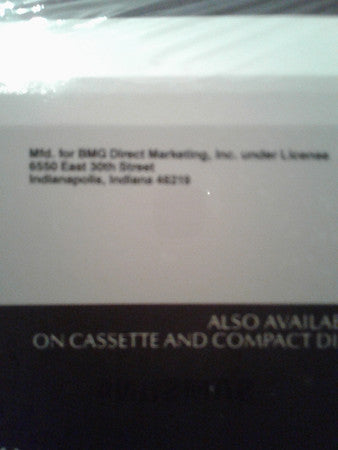 Mfd. for BMG Direct Marketing, Inc. under License
6550 East 30th Street
Indianapolis, Indiana 46219
ALSO AVAILAB
ON CASSETTE AND COMPACT DI